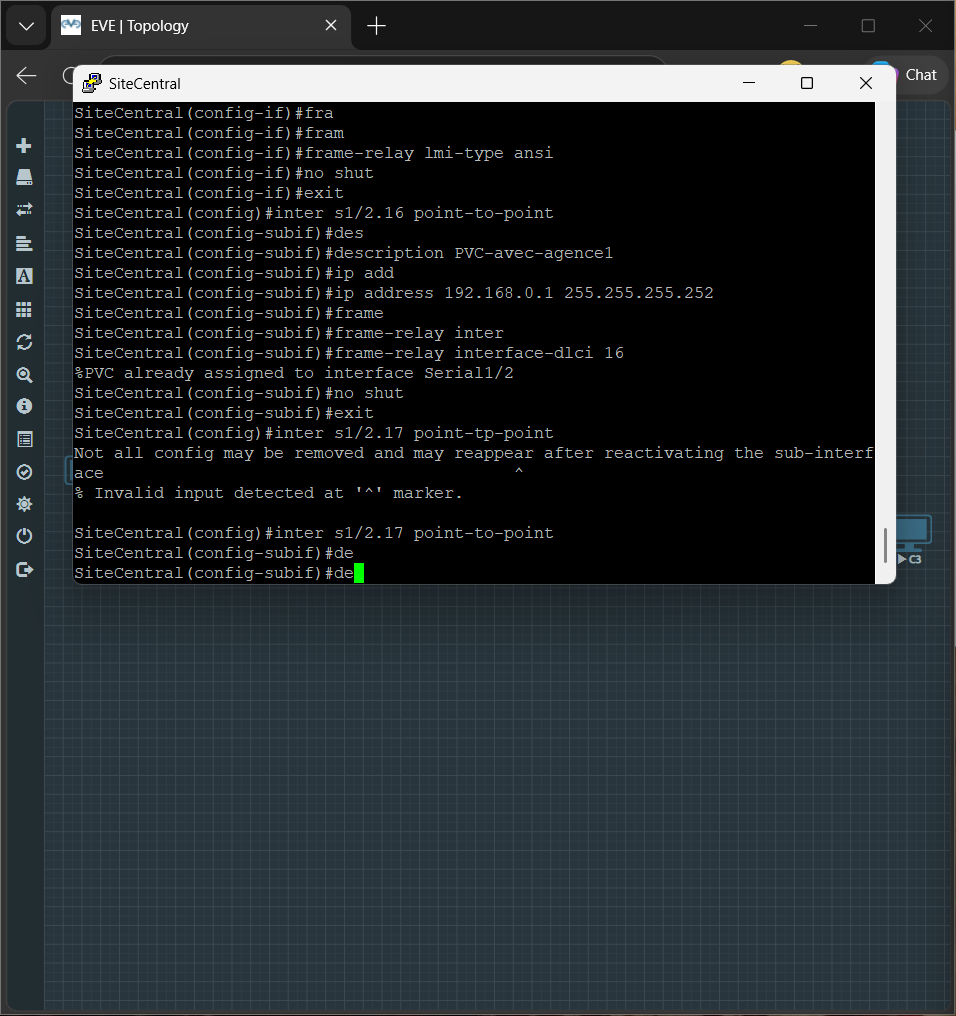 EVE | Topology
Chat
SiteCentral
SiteCentral(config-if)#fra
SiteCentral(config-if)#fram
SiteCentral(config-if)#frame-relay lmi-type ansi
SiteCentral(config-if)#no shut
SiteCentral(config-if)#exit
SiteCentral(config)#inter s1/2.16 point-to-point
SiteCentral(config-subif)#des
SiteCentral(config-subif)#description PVC-avec-agence1
SiteCentral(config-subif)#ip add
SiteCentral(config-subif)#ip address 192.168.0.1 255.255.255.252
SiteCentral(config-subif)#frame
SiteCentral(config-subif)#frame-relay inter
SiteCentral(config-subif)#frame-relay interface-dlci 16
%PVC already assigned to interface Serial1/2
SiteCentral(config-subif)#no shut
SiteCentral(config-subif)#exit
SiteCentral(config)#inter s1/2.17 point-tp-point
Not all config may be removed and may reappear after reactivating the sub-interf
ace ^
% Invalid input detected at '^' marker.
SiteCentral(config)#inter s1/2.17 point-to-point
SiteCentral(config-subif)#de
SiteCentral(config-subif)#de
C3